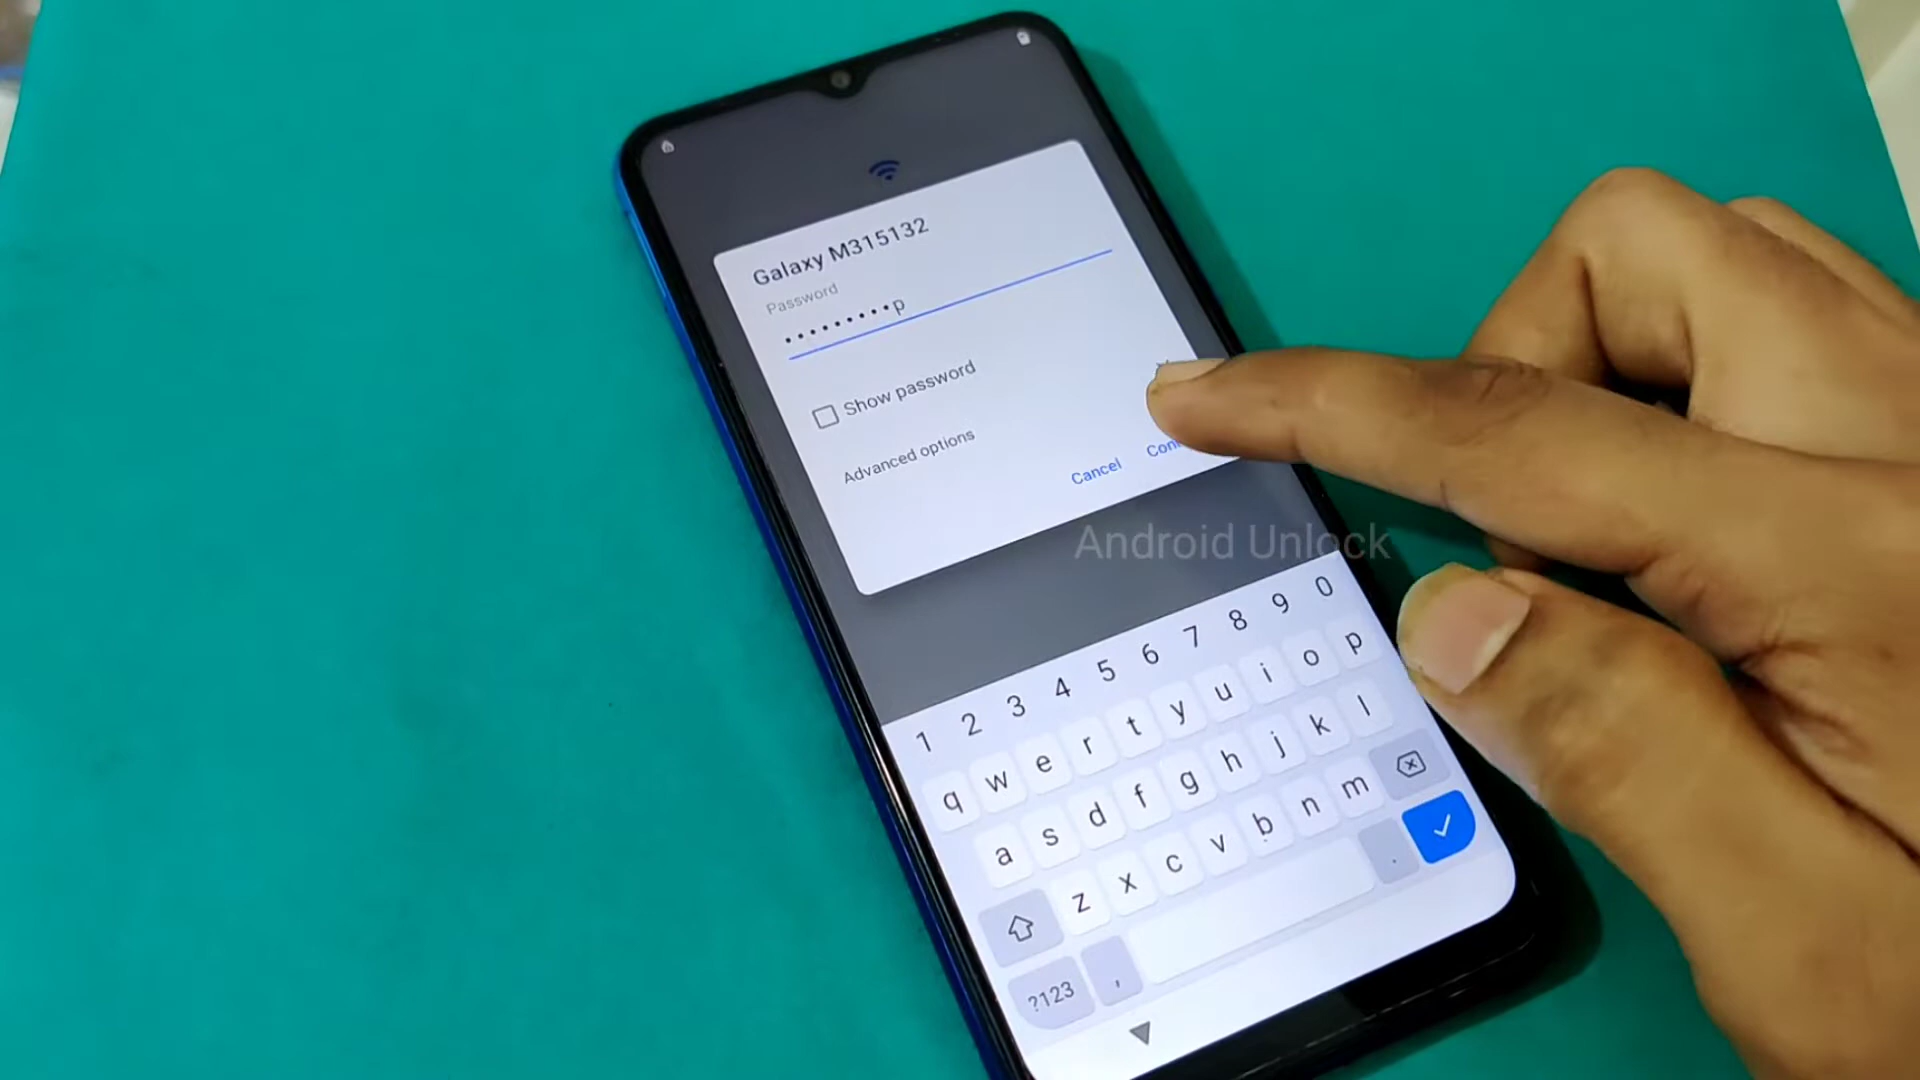 Galaxy M315132
Password
•••••••••p
Show password
Advanced options
Cancel
Android Unlock
1 2 3 4 5 6 7 8 9 0
q w e r t y u i o p
a s d f g h j k l
z x c v b n m
?123 , .